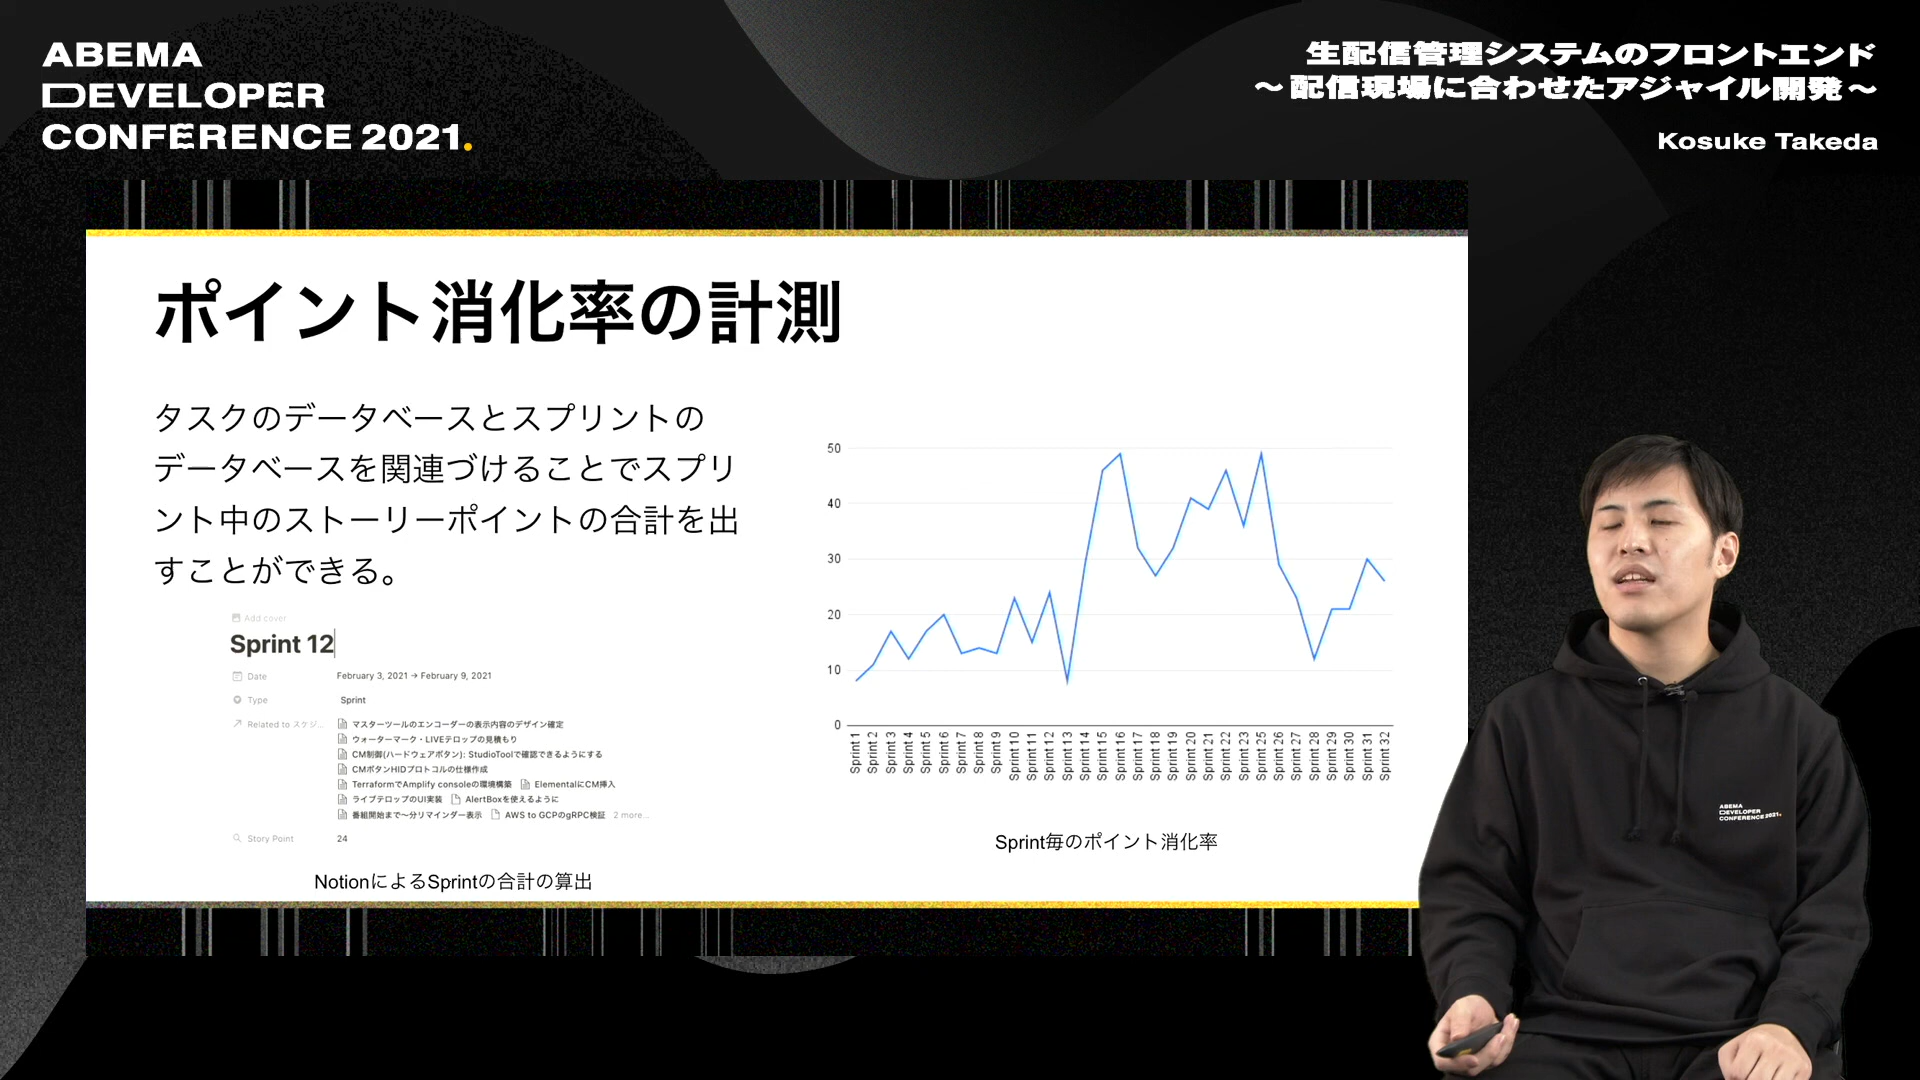 ABEMA
DEVELOPER
CONFERENCE 2021.
生配信管理システムのフロントエンド
〜配信現場に合わせたアジャイル開発〜
Kosuke Takeda
ポイント消化率の計測
タスクのデータベースとスプリントの
データベースを関連づけることでスプリ
ント中のストーリーポイントの合計を出
すことができる。
Add cover
Sprint 12
Date February 3, 2021 → February 9, 2021
Type Sprint
Related to スケジ...
マスターツールのエンコーダーの表示内容のデザイン確定
ウォーターマーク・LIVEテロップの見積もり
CM制御(ハードウェアボタン): StudioToolで確認できるようにする
CMボタンHIDプロトコルの仕様作成
TerraformでAmplify consoleの環境構築 ElementalにCM挿入
ライブテロップのUI実装 AlertBoxを使えるように
番組開始まで〜分リマインダー表示 AWS to GCPのgRPC検証 2 more...
Story Point 24
NotionによるSprintの合計の算出
50
40
30
20
10
0
Sprint 1
Sprint 2
Sprint 3
Sprint 4
Sprint 5
Sprint 6
Sprint 7
Sprint 8
Sprint 9
Sprint 10
Sprint 11
Sprint 12
Sprint 13
Sprint 14
Sprint 15
Sprint 16
Sprint 17
Sprint 18
Sprint 19
Sprint 20
Sprint 21
Sprint 22
Sprint 23
Sprint 25
Sprint 26
Sprint 27
Sprint 28
Sprint 29
Sprint 30
Sprint 31
Sprint 32
Sprint毎のポイント消化率
ABEMA
DEVELOPER
CONFERENCE 2021.